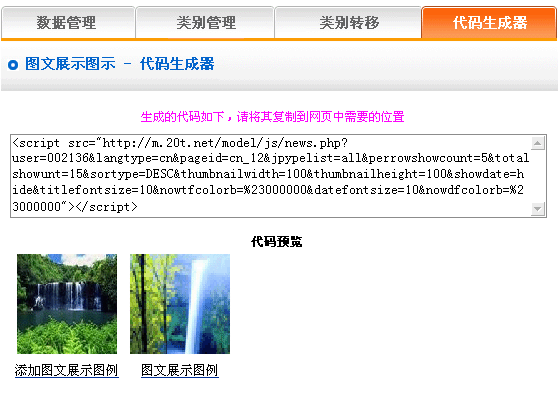 数据管理 类别管理 类别转移 代码生成器
图文展示图示 - 代码生成器
生成的代码如下，请将其复制到网页中需要的位置
<script src="http://m.20t.net/model/js/news.php?
user=002136&langtype=cn&pageid=cn_12&jpypelist=all&perrowshowcount=5&total
showunt=15&sortype=DESC&thumbnailwidth=100&thumbnailheight=100&showdate=h
ide&titlefontsize=10&nowtfcolorb=%23000000&datefontsize=10&nowdfcolorb=%2
3000000"></script>
代码预览
添加图文展示图例 图文展示图例